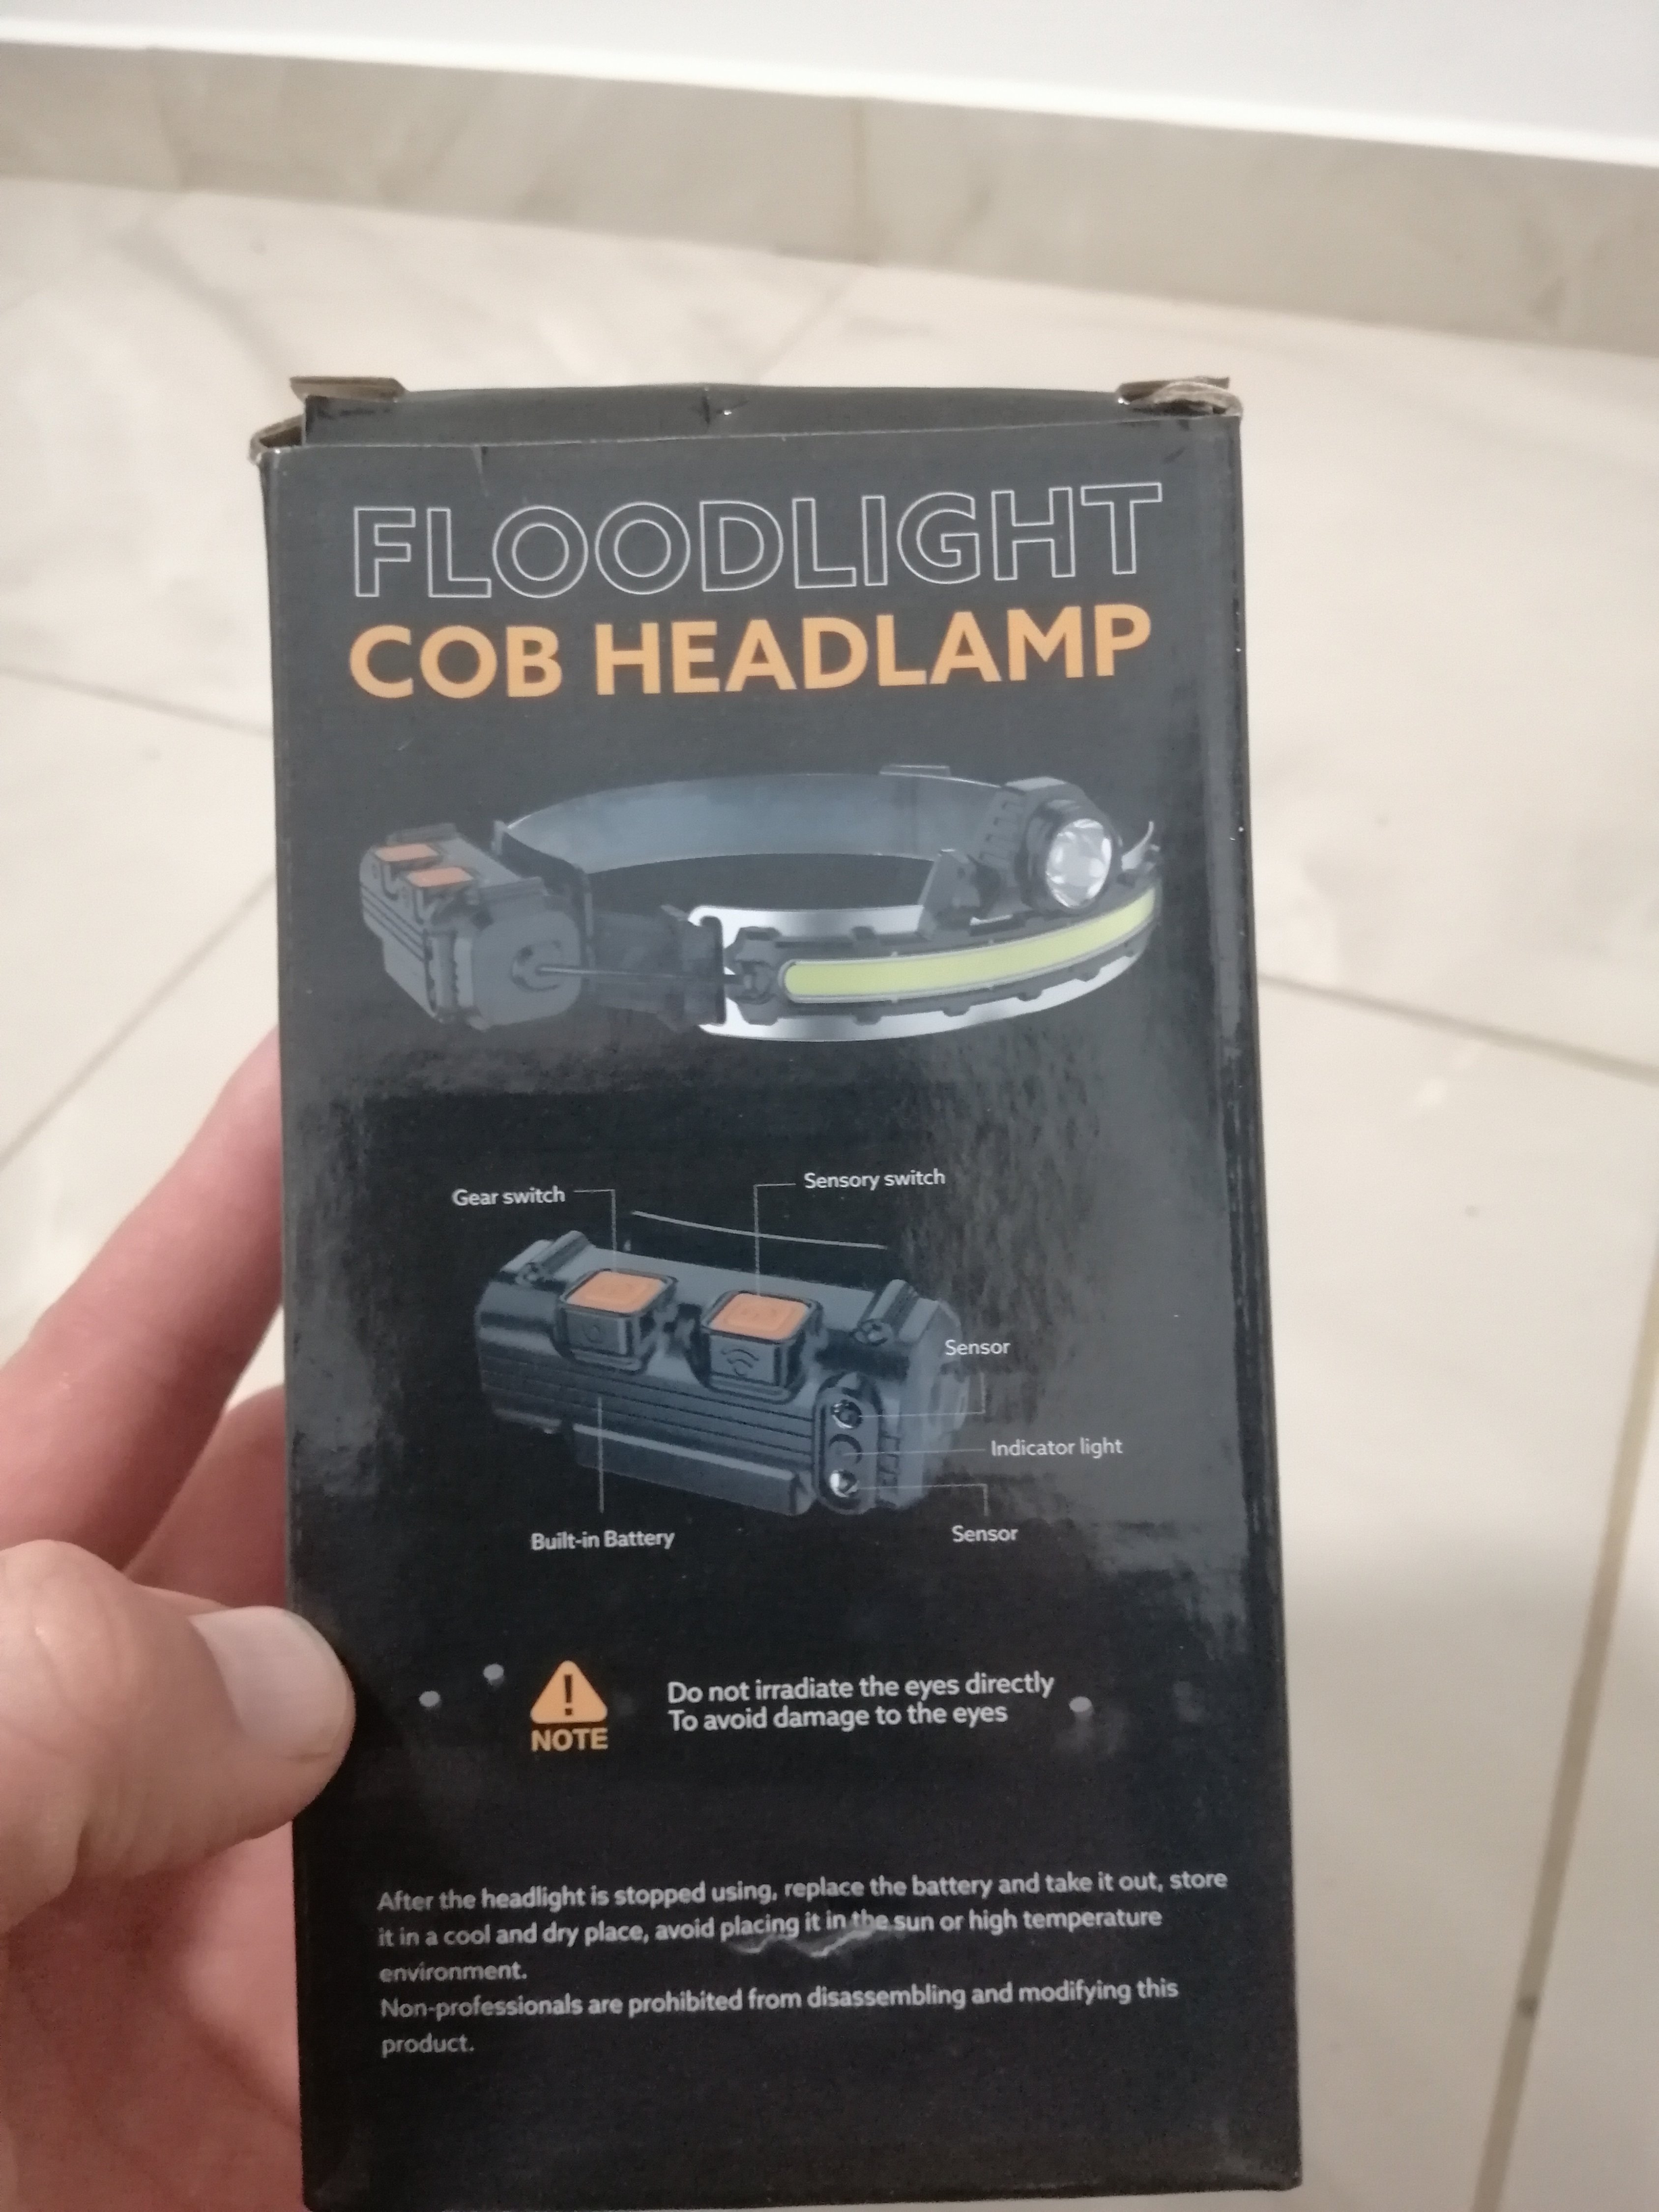 FLOODLIGHT
COB HEADLAMP
Gear switch
Sensory switch
Sensor
Indicator light
Built-in Battery
Sensor
NOTE
Do not irradiate the eyes directly
To avoid damage to the eyes
After the headlight is stopped using, replace the battery and take it out, store
it in a cool and dry place, avoid placing it in the sun or high temperature
environment.
Non-professionals are prohibited from disassembling and modifying this
product.